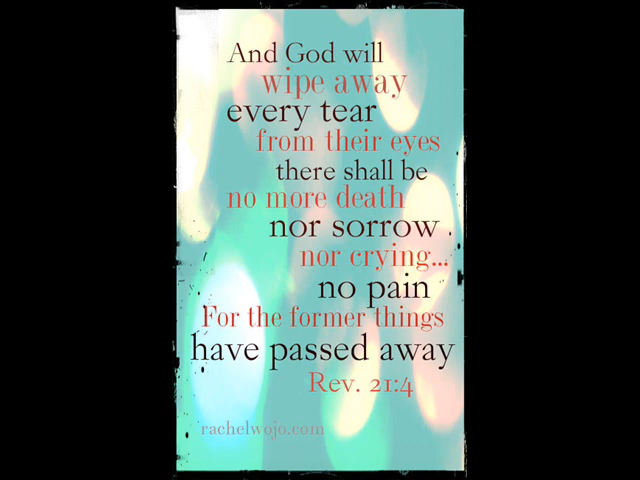 And God will
wipe away
every tear
from their eyes
there shall be
no more death
nor sorrow
nor crying...
no pain
For the former things
have passed away
Rev. 21:4
rachelwojo.com